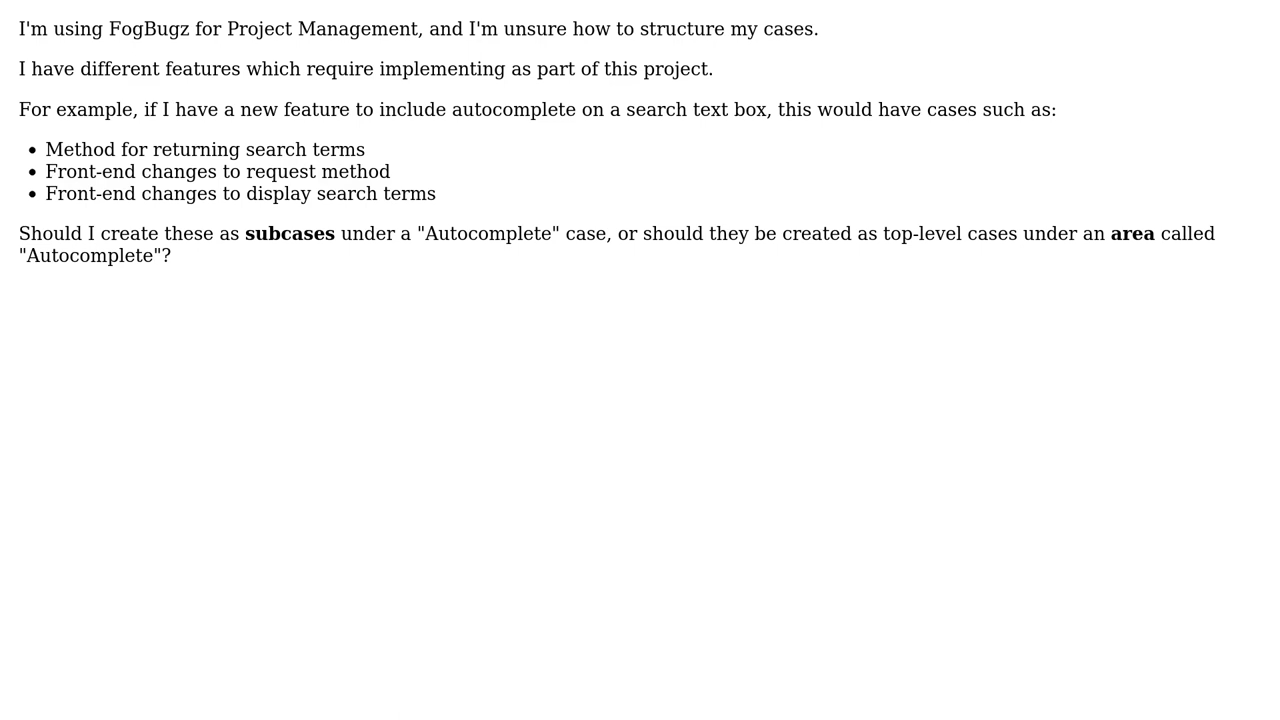 I'm using FogBugz for Project Management, and I'm unsure how to structure my cases.
I have different features which require implementing as part of this project.
For example, if I have a new feature to include autocomplete on a search text box, this would have cases such as:
• Method for returning search terms
• Front-end changes to request method
• Front-end changes to display search terms
Should I create these as subcases under a "Autocomplete" case, or should they be created as top-level cases under an area called
"Autocomplete"?